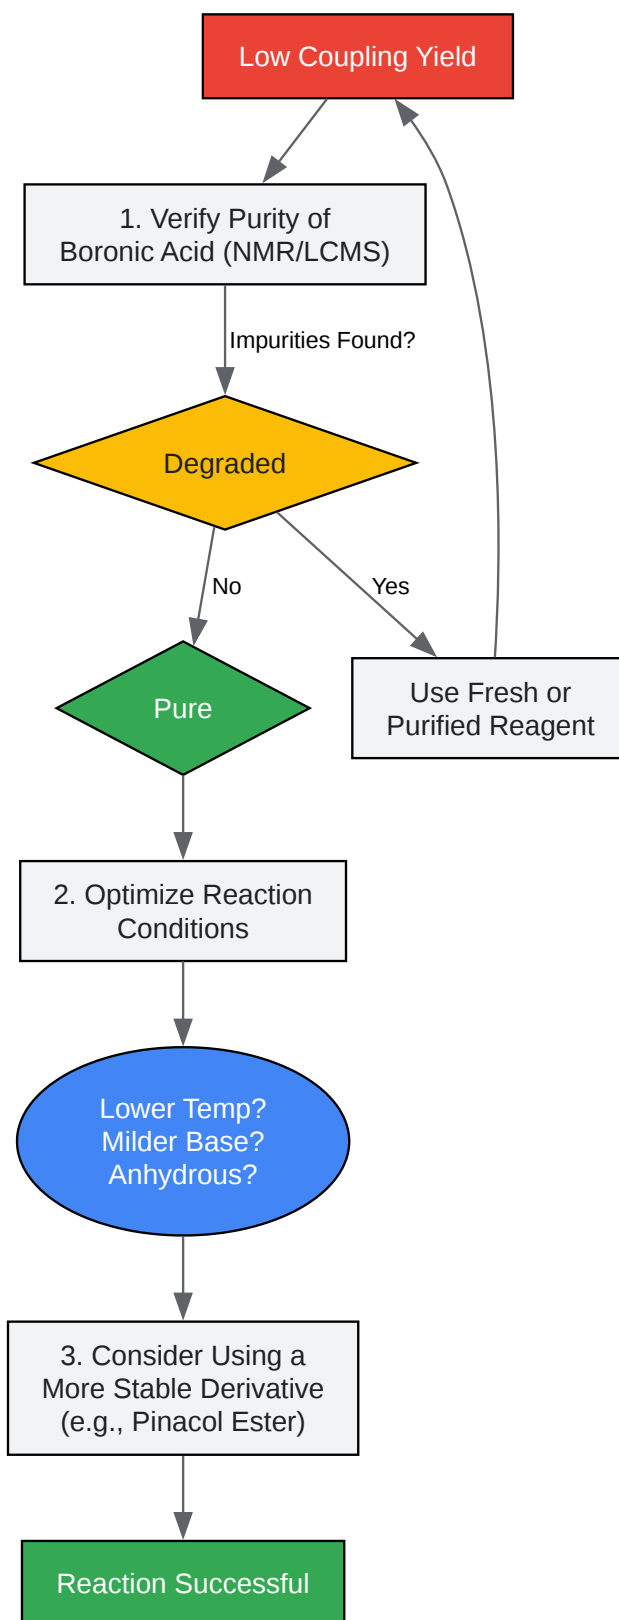 Low Coupling Yield
1. Verify Purity of
Boronic Acid (NMR/LCMS)
Impurities Found?
Degraded
No
Yes
Pure
Use Fresh or
Purified Reagent
2. Optimize Reaction
Conditions
Lower Temp?
Milder Base?
Anhydrous?
3. Consider Using a
More Stable Derivative
(e.g., Pinacol Ester)
Reaction Successful